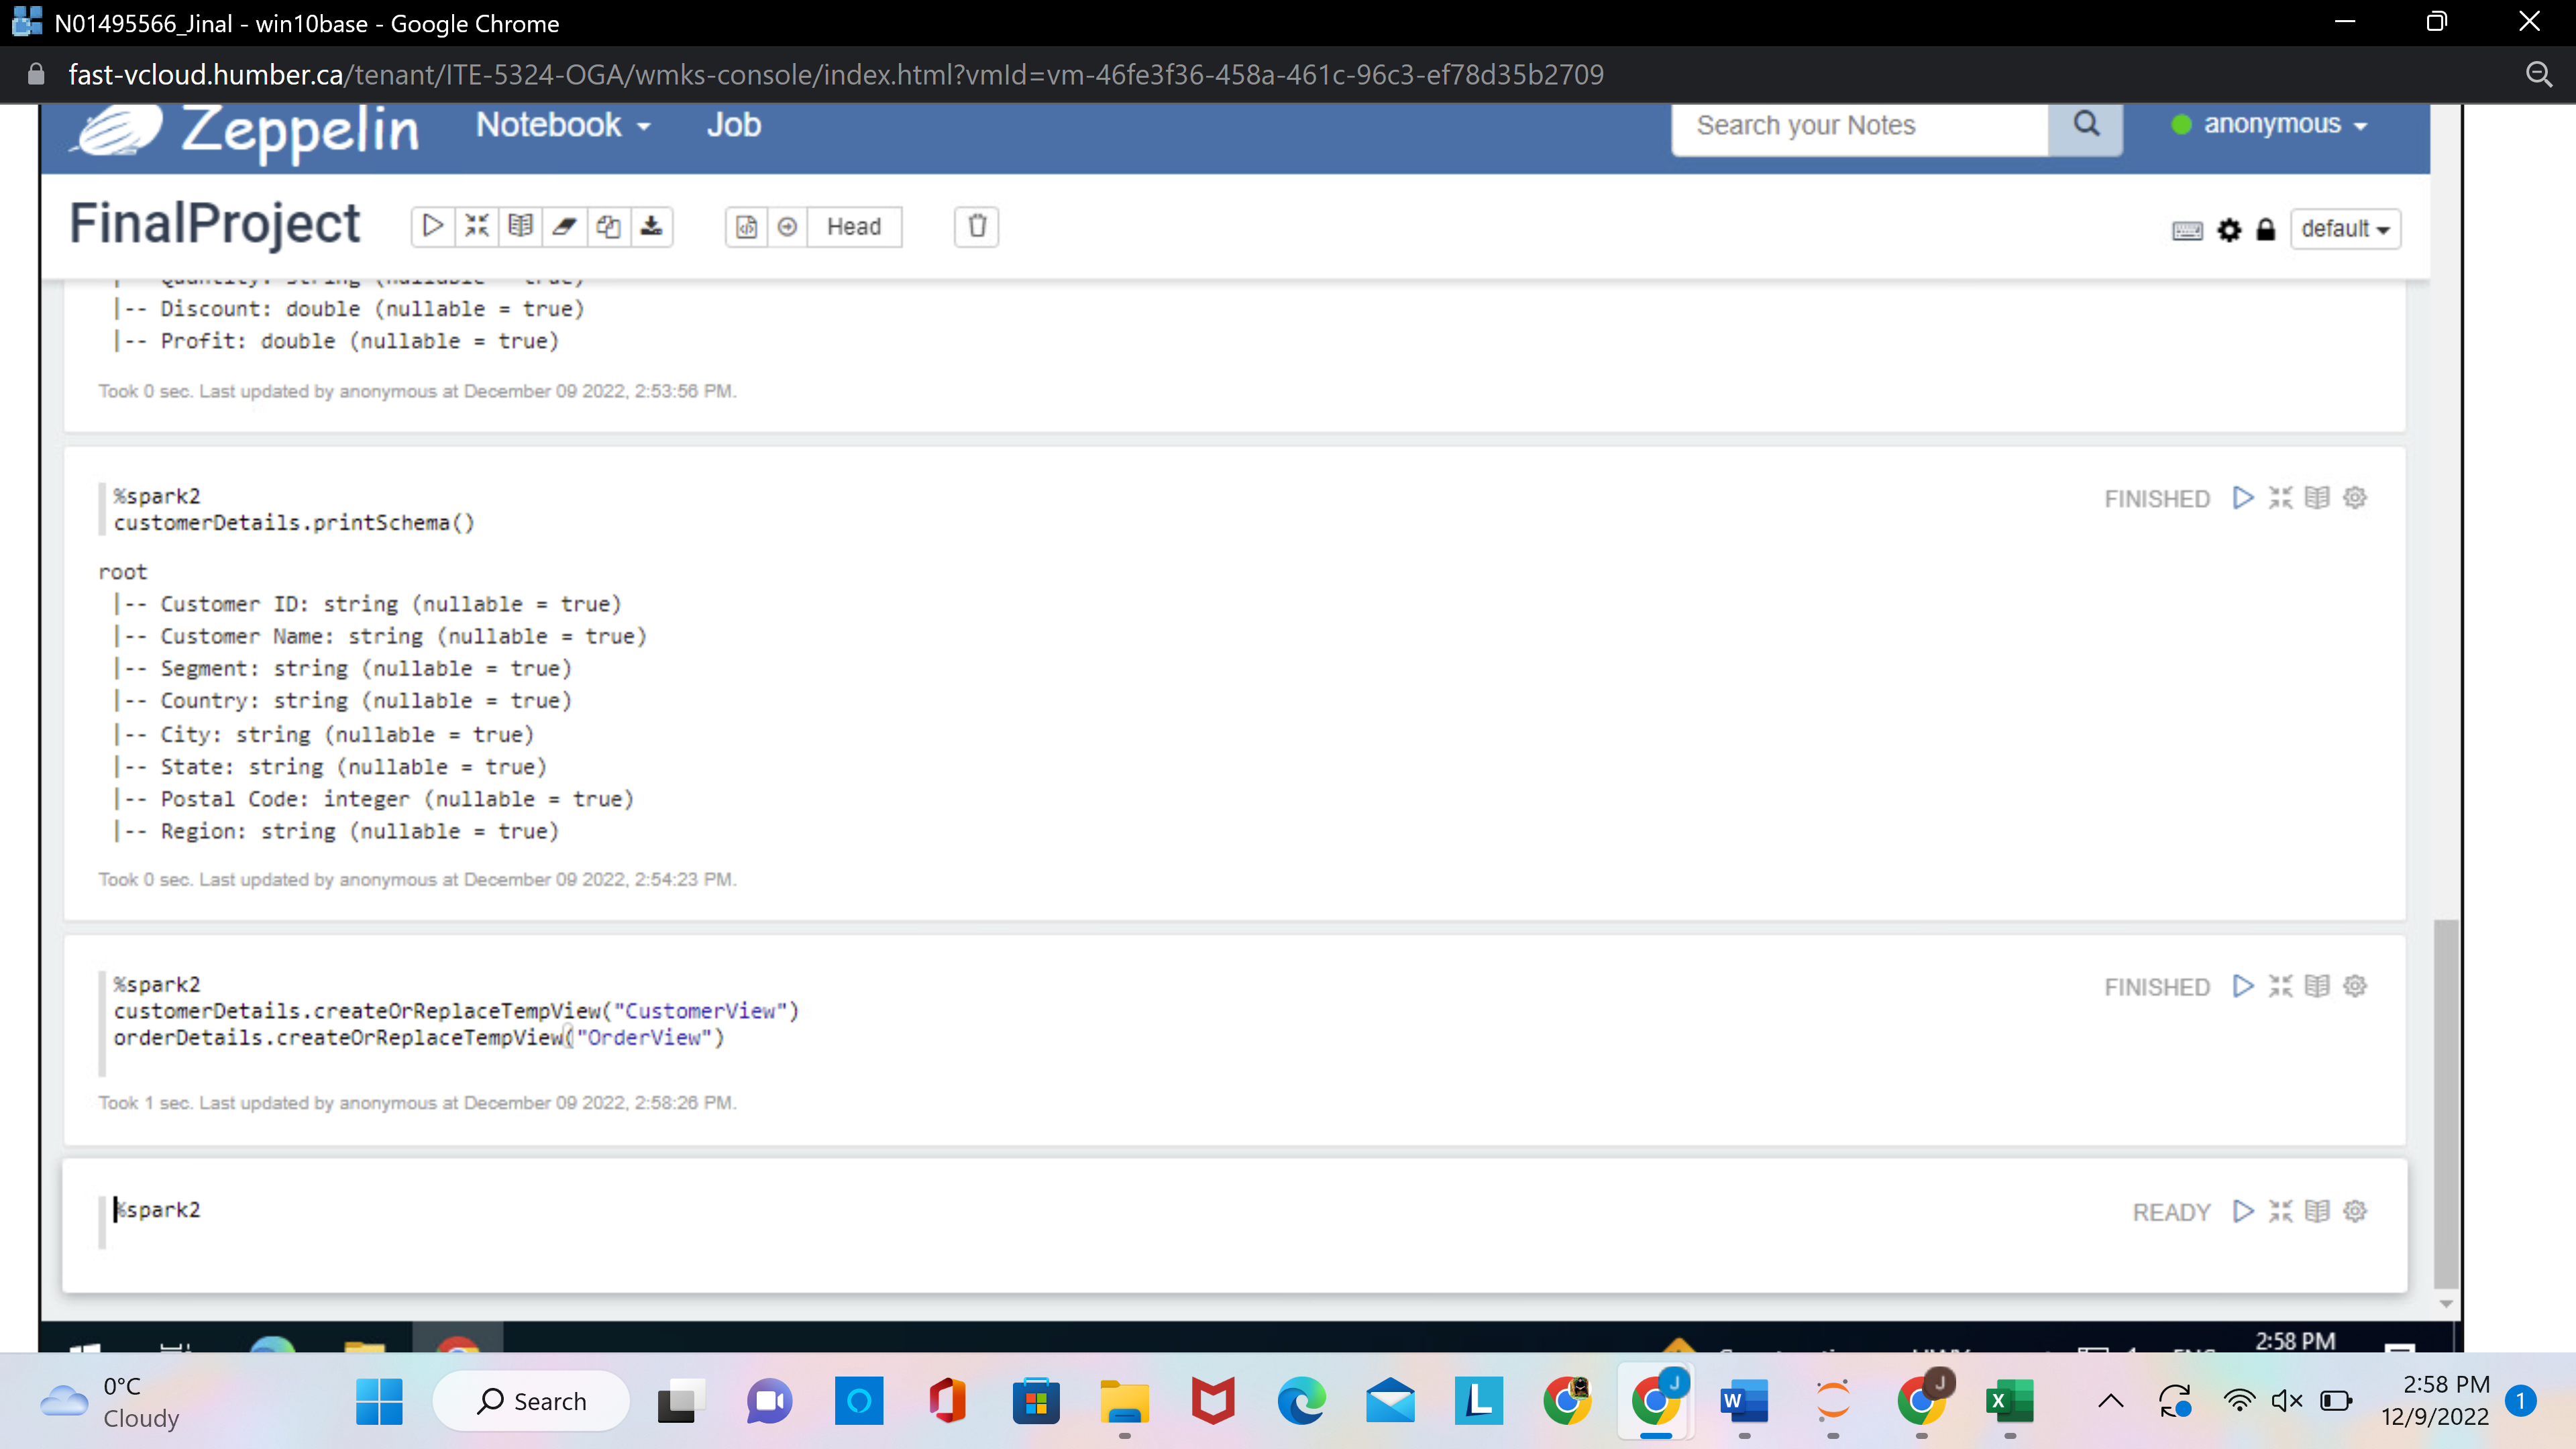 N01495566_Jinal - win10base - Google Chrome
fast-vcloud.humber.ca/tenant/ITE-5324-OGA/wmks-console/index.html?vmId=vm-46fe3f36-458a-461c-96c3-ef78d35b2709
Zeppelin Notebook Job Search your Notes anonymous
FinalProject Head default
|-- Quantity: string (nullable = true)
|-- Discount: double (nullable = true)
|-- Profit: double (nullable = true)
Took 0 sec. Last updated by anonymous at December 09 2022, 2:53:56 PM.
%spark2 FINISHED
customerDetails.printSchema()
root
|-- Customer ID: string (nullable = true)
|-- Customer Name: string (nullable = true)
|-- Segment: string (nullable = true)
|-- Country: string (nullable = true)
|-- City: string (nullable = true)
|-- State: string (nullable = true)
|-- Postal Code: integer (nullable = true)
|-- Region: string (nullable = true)
Took 0 sec. Last updated by anonymous at December 09 2022, 2:54:23 PM.
%spark2 FINISHED
customerDetails.createOrReplaceTempView("CustomerView")
orderDetails.createOrReplaceTempView("OrderView")
Took 1 sec. Last updated by anonymous at December 09 2022, 2:58:26 PM.
%spark2 READY
2:58 PM
0°C
Cloudy
Search
2:58 PM
12/9/2022
1